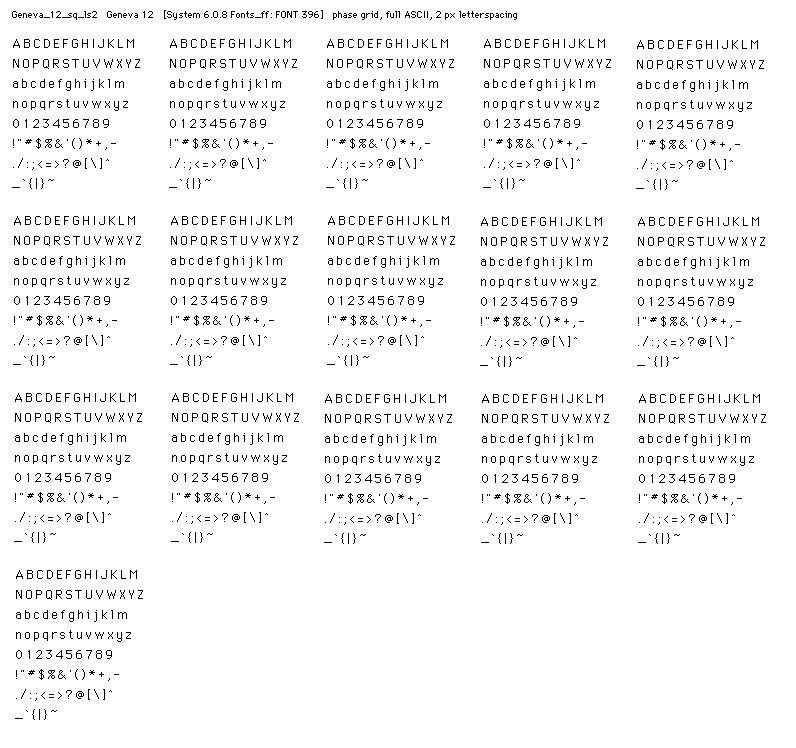 Geneva_12_sq_ls2 Geneva 12 [System 6.0.8 Fonts_ff: FONT 396] phase grid, full ASCII, 2 px letterspacing
ABCDEFGHIJKLM
NOPQRSTUVWXYZ
abcdefghijklm
nopqrstuvwxyz
0123456789
!"#$%&'()*+,-
./:;<=>?@[\]^
_`{|}~
ABCDEFGHIJKLM
NOPQRSTUVWXYZ
abcdefghijklm
nopqrstuvwxyz
0123456789
!"#$%&'()*+,-
./:;<=>?@[\]^
_`{|}~
ABCDEFGHIJKLM
NOPQRSTUVWXYZ
abcdefghijklm
nopqrstuvwxyz
0123456789
!"#$%&'()*+,-
./:;<=>?@[\]^
_`{|}~
ABCDEFGHIJKLM
NOPQRSTUVWXYZ
abcdefghijklm
nopqrstuvwxyz
0123456789
!"#$%&'()*+,-
./:;<=>?@[\]^
_`{|}~
ABCDEFGHIJKLM
NOPQRSTUVWXYZ
abcdefghijklm
nopqrstuvwxyz
0123456789
!"#$%&'()*+,-
./:;<=>?@[\]^
_`{|}~
ABCDEFGHIJKLM
NOPQRSTUVWXYZ
abcdefghijklm
nopqrstuvwxyz
0123456789
!"#$%&'()*+,-
./:;<=>?@[\]^
_`{|}~
ABCDEFGHIJKLM
NOPQRSTUVWXYZ
abcdefghijklm
nopqrstuvwxyz
0123456789
!"#$%&'()*+,-
./:;<=>?@[\]^
_`{|}~
ABCDEFGHIJKLM
NOPQRSTUVWXYZ
abcdefghijklm
nopqrstuvwxyz
0123456789
!"#$%&'()*+,-
./:;<=>?@[\]^
_`{|}~
ABCDEFGHIJKLM
NOPQRSTUVWXYZ
abcdefghijklm
nopqrstuvwxyz
0123456789
!"#$%&'()*+,-
./:;<=>?@[\]^
_`{|}~
ABCDEFGHIJKLM
NOPQRSTUVWXYZ
abcdefghijklm
nopqrstuvwxyz
0123456789
!"#$%&'()*+,-
./:;<=>?@[\]^
_`{|}~
ABCDEFGHIJKLM
NOPQRSTUVWXYZ
abcdefghijklm
nopqrstuvwxyz
0123456789
!"#$%&'()*+,-
./:;<=>?@[\]^
_`{|}~
ABCDEFGHIJKLM
NOPQRSTUVWXYZ
abcdefghijklm
nopqrstuvwxyz
0123456789
!"#$%&'()*+,-
./:;<=>?@[\]^
_`{|}~
ABCDEFGHIJKLM
NOPQRSTUVWXYZ
abcdefghijklm
nopqrstuvwxyz
0123456789
!"#$%&'()*+,-
./:;<=>?@[\]^
_`{|}~
ABCDEFGHIJKLM
NOPQRSTUVWXYZ
abcdefghijklm
nopqrstuvwxyz
0123456789
!"#$%&'()*+,-
./:;<=>?@[\]^
_`{|}~
ABCDEFGHIJKLM
NOPQRSTUVWXYZ
abcdefghijklm
nopqrstuvwxyz
0123456789
!"#$%&'()*+,-
./:;<=>?@[\]^
_`{|}~
ABCDEFGHIJKLM
NOPQRSTUVWXYZ
abcdefghijklm
nopqrstuvwxyz
0123456789
!"#$%&'()*+,-
./:;<=>?@[\]^
_`{|}~